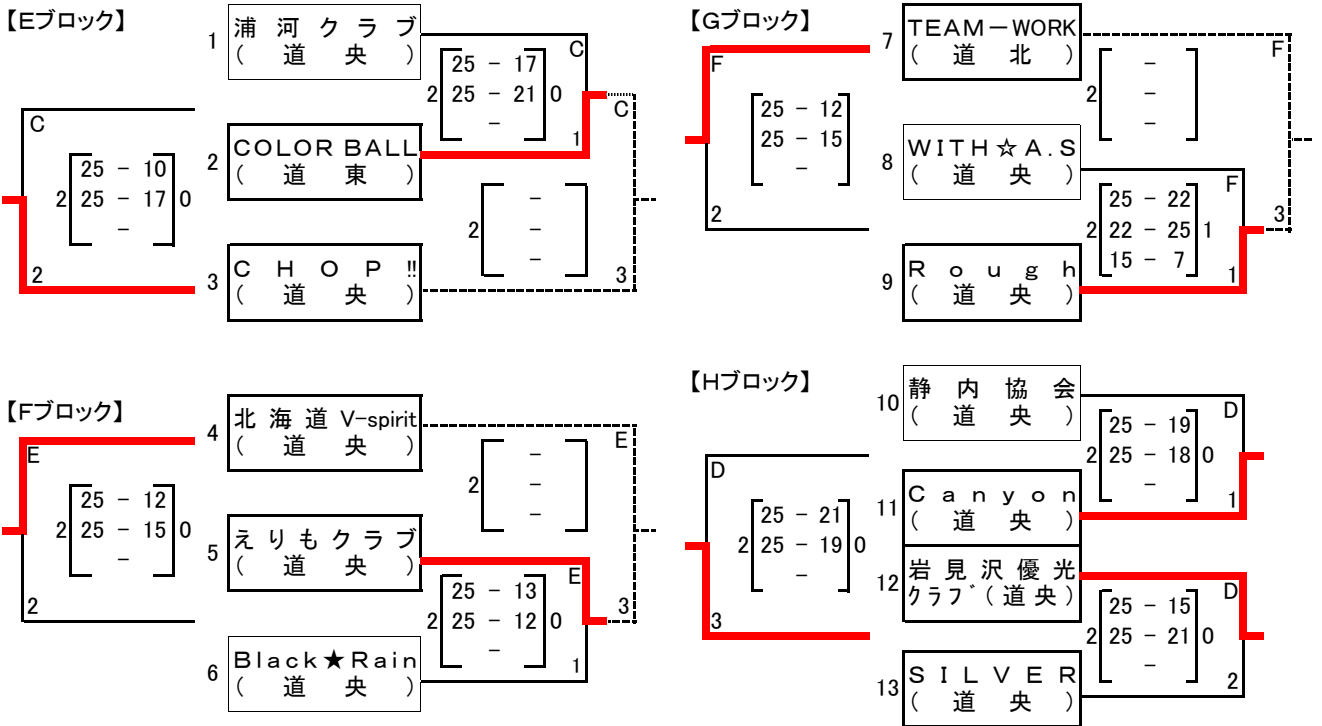 【Eブロック】
1 浦河クラブ
(道央)
C
25 - 17
2 25 - 21 0
-
1
C
C
25 - 10
2 25 - 17 0
-
2
2 COLOR BALL
(道東)
-
2 -
-
3
3 CHOP!!
(道央)
【Fブロック】
4 北海道 V-spirit
(道央)
E
-
2 -
-
3
E
25 - 12
2 25 - 15 0
-
2
5 えりもクラブ
(道央)
E
25 - 13
2 25 - 12 0
-
1
6 Black★Rain
(道央)
【Gブロック】
7 TEAM-WORK
(道北)
F
-
2 -
-
3
F
25 - 12
25 - 15
-
2
8 WITH☆A.S
(道央)
F
25 - 22
2 22 - 25 1
15 - 7
1
9 Rough
(道央)
【Hブロック】
10 静内協会
(道央)
D
25 - 19
2 25 - 18 0
-
1
11 Canyon
(道央)
D
25 - 21
2 25 - 19 0
-
3
12 岩見沢優光
クラブ(道央)
D
25 - 15
2 25 - 21 0
-
2
13 SILVER
(道央)